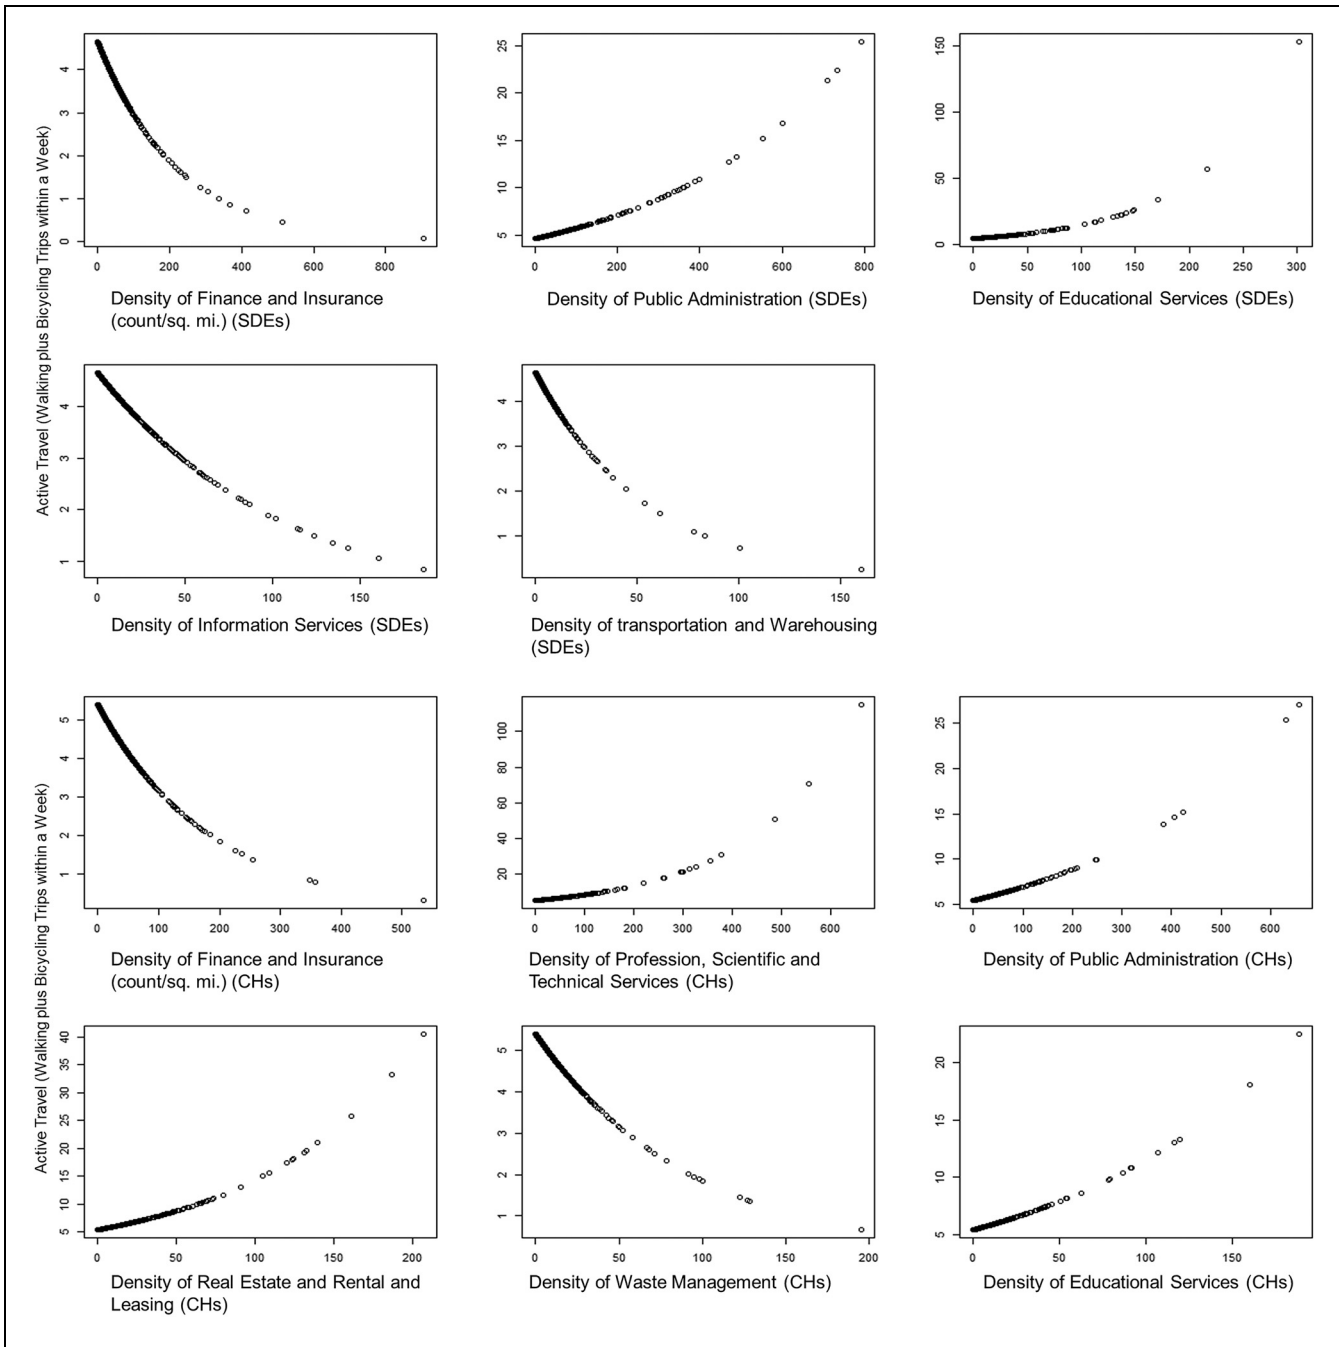 Active Travel (Walking plus Bicycling Trips within a Week)
4
3
2
1
0
0 200 400 600 800
Density of Finance and Insurance
(count/sq. mi.) (SDEs)
25
20
15
10
5
0 200 400 600 800
Density of Public Administration (SDEs)
150
100
50
0
0 50 100 150 200 250 300
Density of Educational Services (SDEs)
4
3
2
1
0 50 100 150
Density of Information Services (SDEs)
4
3
2
1
0 50 100 150
Density of transportation and Warehousing
(SDEs)
Active Travel (Walking plus Bicycling Trips within a Week)
5
4
3
2
1
0 100 200 300 400 500
Density of Finance and Insurance
(count/sq. mi.) (CHs)
100
80
60
40
20
0 100 200 300 400 500 600
Density of Profession, Scientific and
Technical Services (CHs)
25
20
15
10
5
0 100 200 300 400 500 600
Density of Public Administration (CHs)
40
35
30
25
20
15
10
5
0 50 100 150 200
Density of Real Estate and Rental and
Leasing (CHs)
5
4
3
2
1
0 50 100 150 200
Density of Waste Management (CHs)
20
15
10
5
0 50 100 150
Density of Educational Services (CHs)